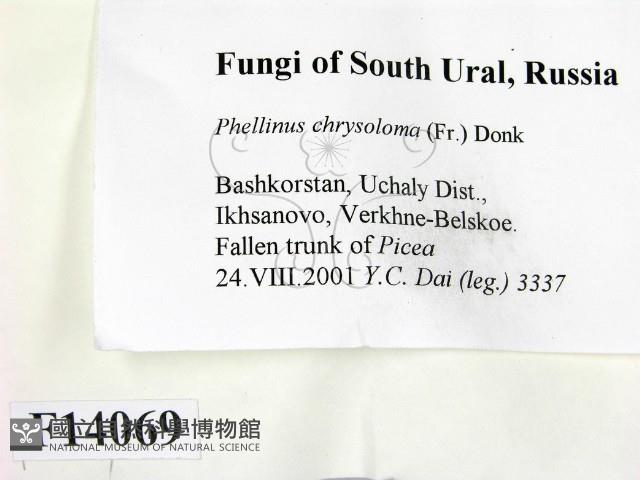 Fungi of South Ural, Russia
Phellinus chrysoloma (Fr.) Donk
Bashkorstan, Uchaly Dist.,
Ikhsanovo, Verkhne-Belskoe.
Fallen trunk of Picea
24.VIII.2001 Y.C. Dai (leg.) 3337
F14069
國立自然科學博物館
NATIONAL MUSEUM OF NATURAL SCIENCE